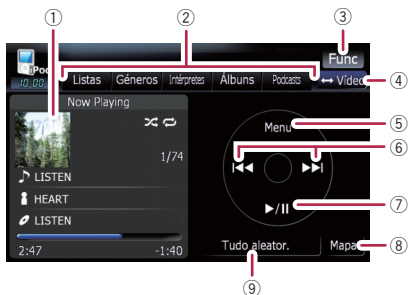 ① ② ③
iPod Func
10:00 Listas Géneros Intérpretes Álbuns Podcasts ↔ Vídeo ④
Now Playing
Menu ⑤
⑥
1/74
LISTEN
HEART
LISTEN
▶/II ⑦
2:47 -1:40 Tudo aleator. Mapa ⑧
⑨